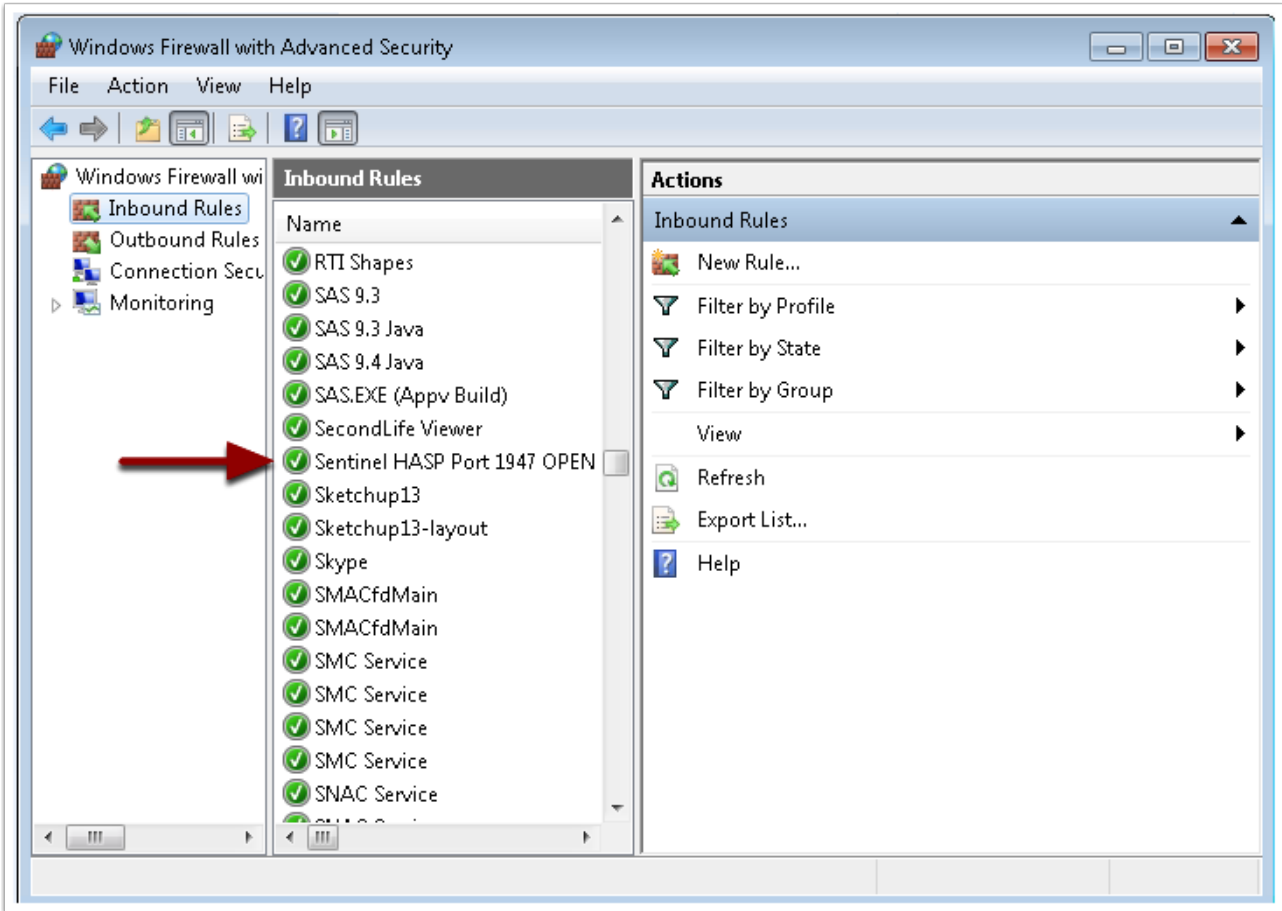 Windows Firewall with Advanced Security
File Action View Help
Windows Firewall wi
Inbound Rules
Outbound Rules
Connection Secu
Monitoring
Inbound Rules
Name
RTI Shapes
SAS 9.3
SAS 9.3 Java
SAS 9.4 Java
SAS.EXE (Appv Build)
SecondLife Viewer
Sentinel HASP Port 1947 OPEN
Sketchup13
Sketchup13-layout
Skype
SMACfdMain
SMACfdMain
SMC Service
SMC Service
SMC Service
SMC Service
SNAC Service
Actions
Inbound Rules
New Rule...
Filter by Profile
Filter by State
Filter by Group
View
Refresh
Export List...
Help